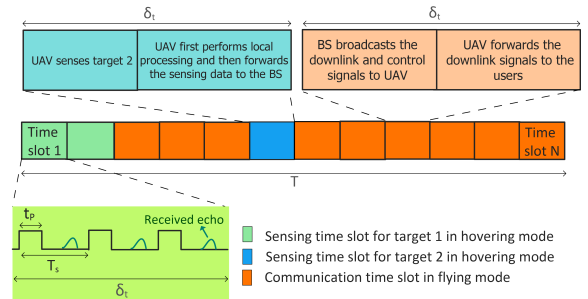 δt
δt
UAV senses target 2
UAV first performs local
processing and then forwards
the sensing data to the BS
BS broadcasts the
downlink and control
signals to UAV
UAV forwards the
downlink signals to the
users
Time
slot 1
Time
slot N
T
tP
Received echo
Ts
δt
Sensing time slot for target 1 in hovering mode
Sensing time slot for target 2 in hovering mode
Communication time slot in flying mode